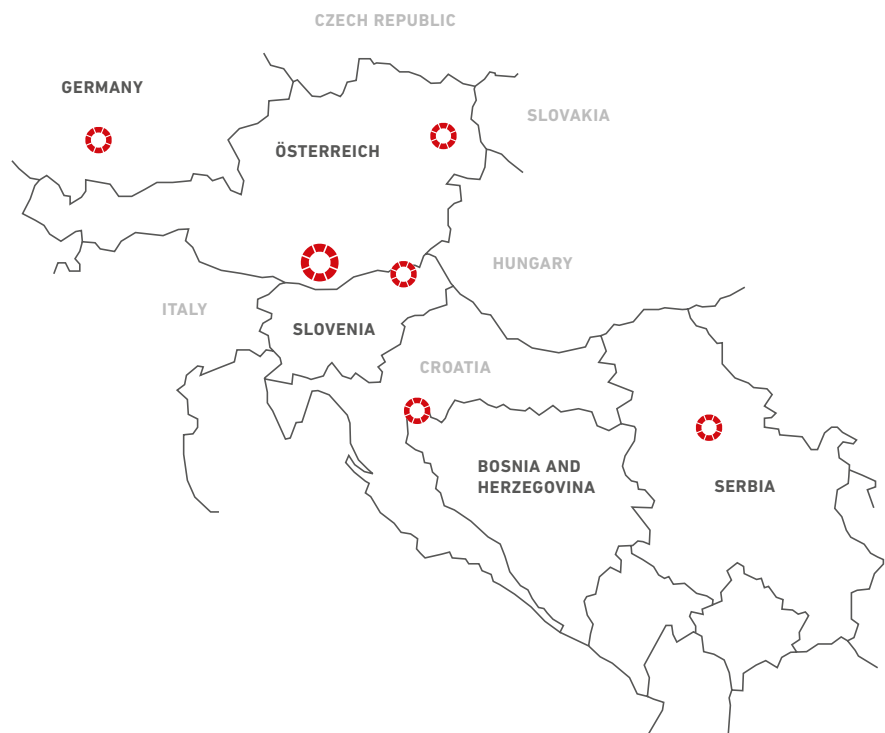 CZECH REPUBLIC
GERMANY
SLOVAKIA
ÖSTERREICH
HUNGARY
ITALY
SLOVENIA
CROATIA
BOSNIA AND
HERZEGOVINA
SERBIA